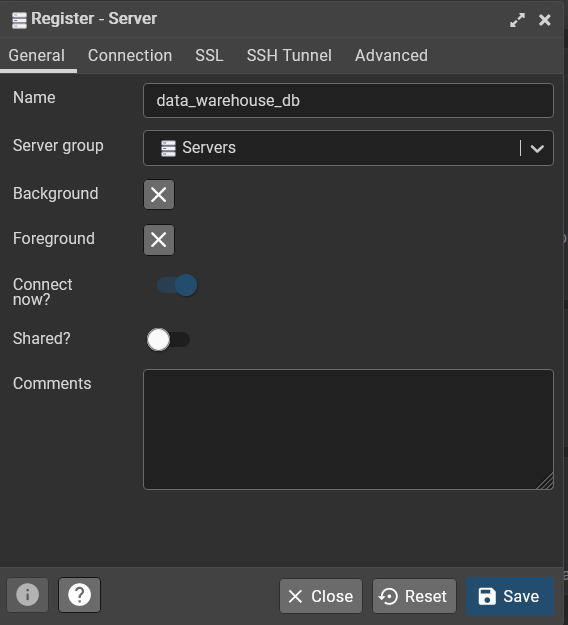 Register - Server
General Connection SSL SSH Tunnel Advanced
Name data_warehouse_db
Server group Servers
Background
Foreground
Connect
now?
Shared?
Comments
Close Reset Save